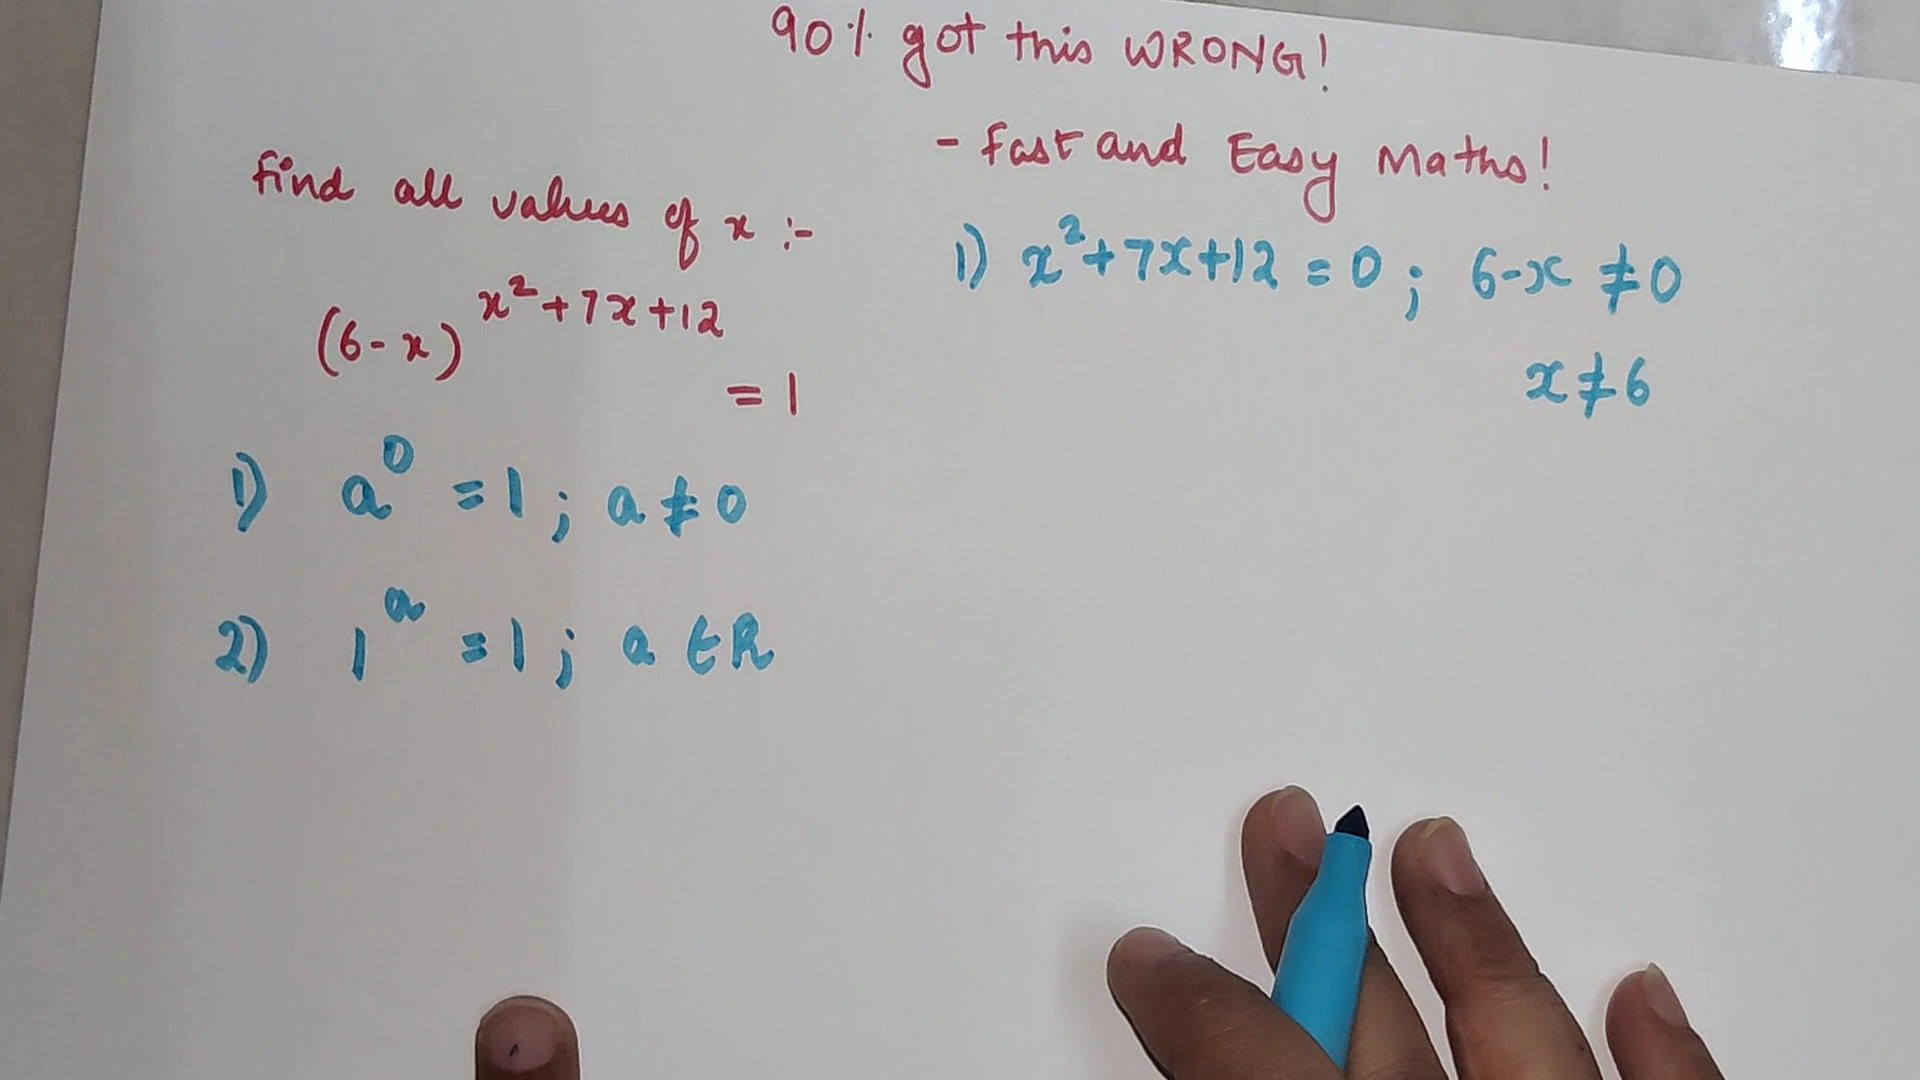 90% got this WRONG!
- Fast and Easy Maths!
find all values of x :-
(6-x)^x²+7x+12 = 1
1) a⁰ = 1 ; a ≠ 0
2) 1^a = 1 ; a ∈ R
1) x²+7x+12 = 0 ; 6-x ≠ 0
x ≠ 6